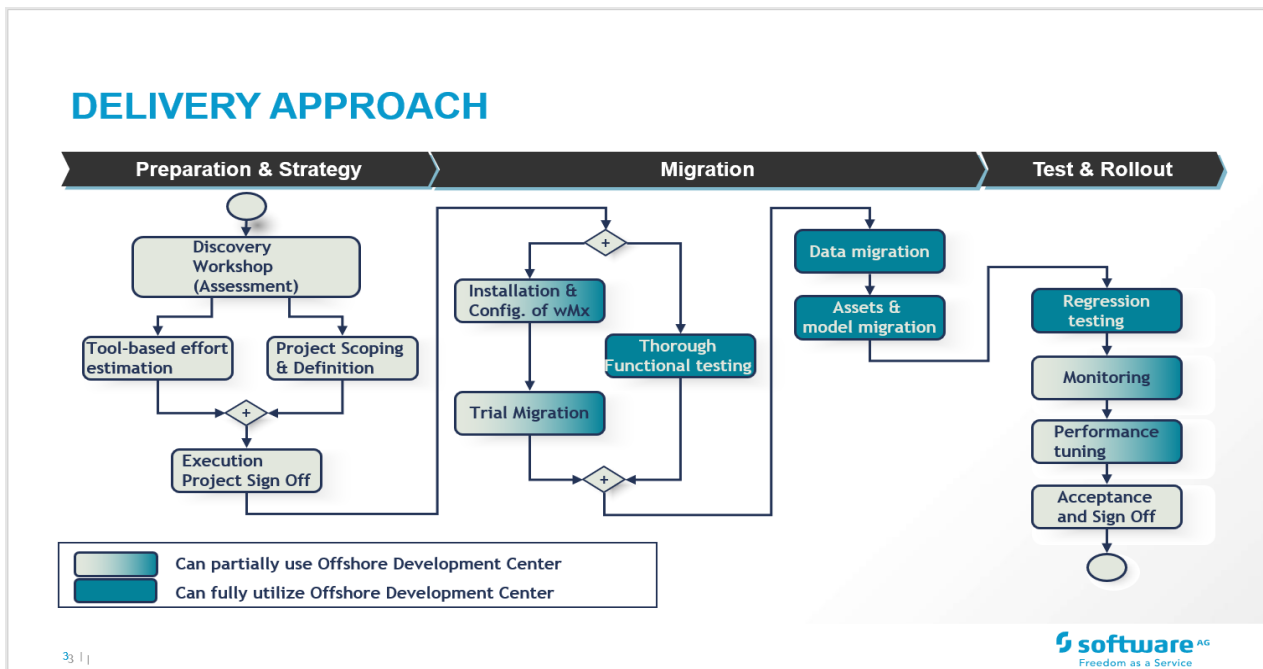 DELIVERY APPROACH
Preparation & Strategy
Migration
Test & Rollout
Discovery
Workshop
(Assessment)
Tool-based effort
estimation
Project Scoping
& Definition
+
Execution
Project Sign Off
+
Installation &
Config. of wMx
Thorough
Functional testing
Trial Migration
+
Data migration
Assets &
model migration
Regression
testing
Monitoring
Performance
tuning
Acceptance
and Sign Off
Can partially use Offshore Development Center
Can fully utilize Offshore Development Center
33 | |
software AG
Freedom as a Service